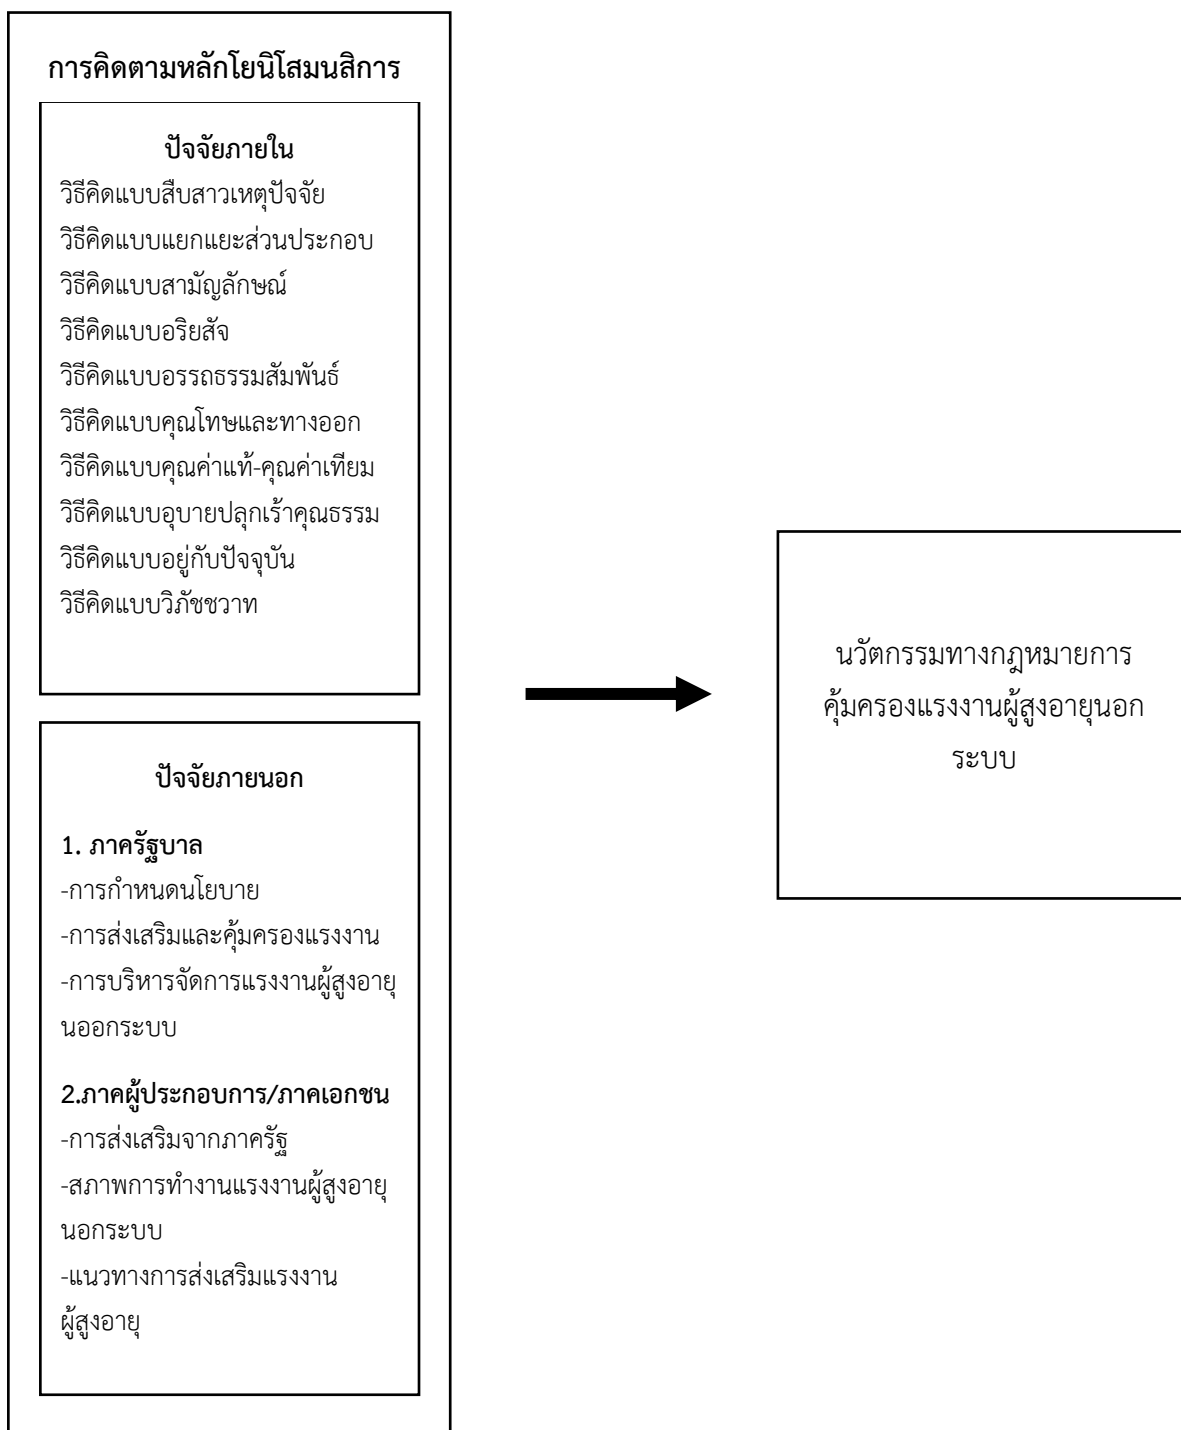 การคิดตามหลักโยนิโสมนสิการ
ปัจจัยภายใน
วิธีคิดแบบสืบสาวเหตุปัจจัย
วิธีคิดแบบแยกแยะส่วนประกอบ
วิธีคิดแบบสามัญลักษณ์
วิธีคิดแบบอริยสัจ
วิธีคิดแบบอรรถธรรมสัมพันธ์
วิธีคิดแบบคุณโทษและทางออก
วิธีคิดแบบคุณค่าแท้-คุณค่าเทียม
วิธีคิดแบบอุบายปลุกเร้าคุณธรรม
วิธีคิดแบบอยู่กับปัจจุบัน
วิธีคิดแบบวิภัชชวาท
ปัจจัยภายนอก
1. ภาครัฐบาล
-การกำหนดนโยบาย
-การส่งเสริมและคุ้มครองแรงงาน
-การบริหารจัดการแรงงานผู้สูงอายุ
นออกระบบ
2.ภาคผู้ประกอบการ/ภาคเอกชน
-การส่งเสริมจากภาครัฐ
-สภาพการทำงานแรงงานผู้สูงอายุ
นอกระบบ
-แนวทางการส่งเสริมแรงงาน
ผู้สูงอายุ
นวัตกรรมทางกฎหมายการ
คุ้มครองแรงงานผู้สูงอายุนอก
ระบบ